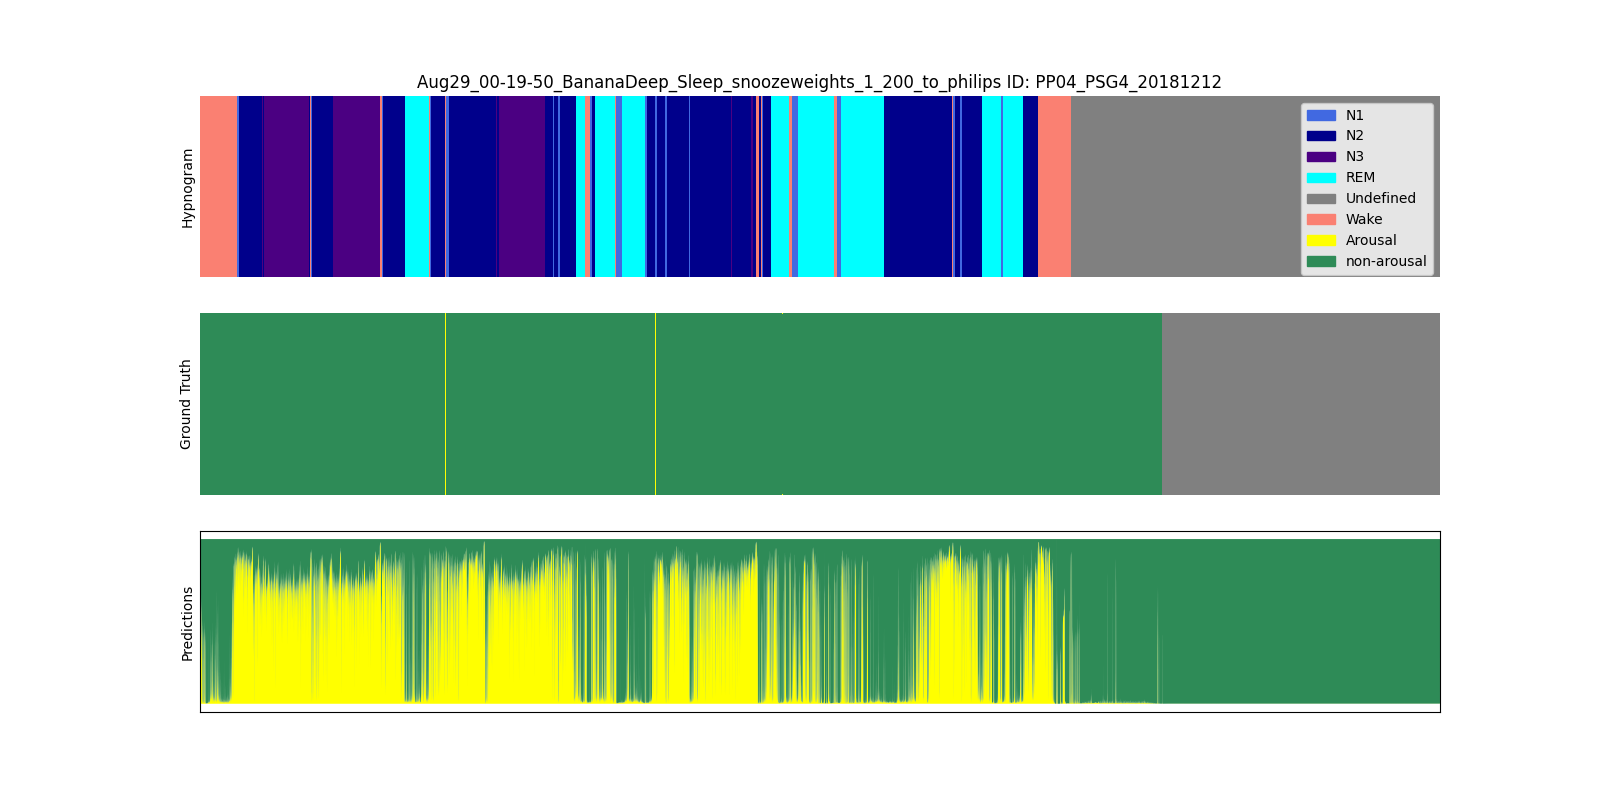 Aug29_00-19-50_BananaDeep_Sleep_snoozeweights_1_200_to_philips ID: PP04_PSG4_20181212
Hypnogram
N1
N2
N3
REM
Undefined
Wake
Arousal
non-arousal
Ground Truth
Predictions